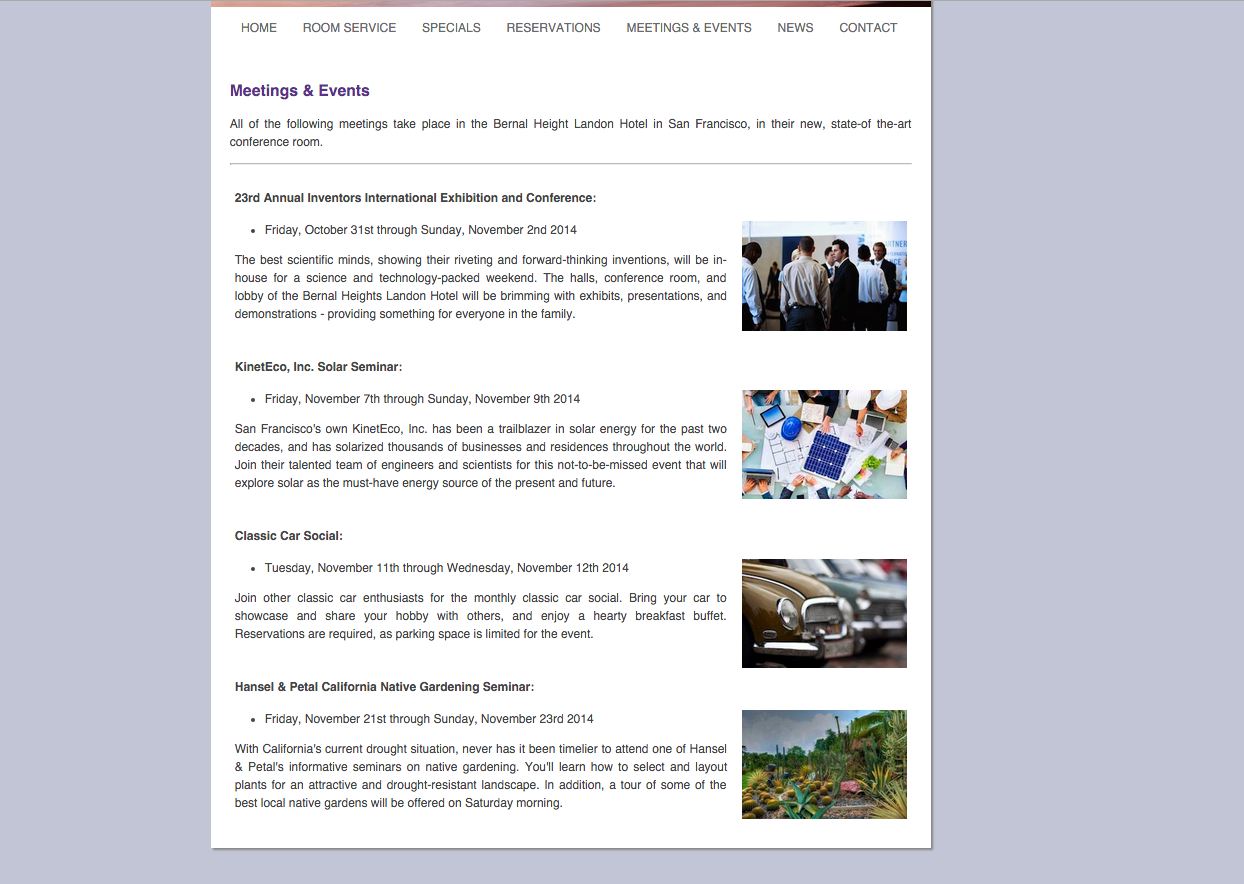 HOME ROOM SERVICE SPECIALS RESERVATIONS MEETINGS & EVENTS NEWS CONTACT
Meetings & Events
All of the following meetings take place in the Bernal Height Landon Hotel in San Francisco, in their new, state-of the-art
conference room.
23rd Annual Inventors International Exhibition and Conference:
• Friday, October 31st through Sunday, November 2nd 2014
The best scientific minds, showing their riveting and forward-thinking inventions, will be in-
house for a science and technology-packed weekend. The halls, conference room, and
lobby of the Bernal Heights Landon Hotel will be brimming with exhibits, presentations, and
demonstrations - providing something for everyone in the family.
KinetEco, Inc. Solar Seminar:
• Friday, November 7th through Sunday, November 9th 2014
San Francisco's own KinetEco, Inc. has been a trailblazer in solar energy for the past two
decades, and has solarized thousands of businesses and residences throughout the world.
Join their talented team of engineers and scientists for this not-to-be-missed event that will
explore solar as the must-have energy source of the present and future.
Classic Car Social:
• Tuesday, November 11th through Wednesday, November 12th 2014
Join other classic car enthusiasts for the monthly classic car social. Bring your car to
showcase and share your hobby with others, and enjoy a hearty breakfast buffet.
Reservations are required, as parking space is limited for the event.
Hansel & Petal California Native Gardening Seminar:
• Friday, November 21st through Sunday, November 23rd 2014
With California's current drought situation, never has it been timelier to attend one of Hansel
& Petal's informative seminars on native gardening. You'll learn how to select and layout
plants for an attractive and drought-resistant landscape. In addition, a tour of some of the
best local native gardens will be offered on Saturday morning.